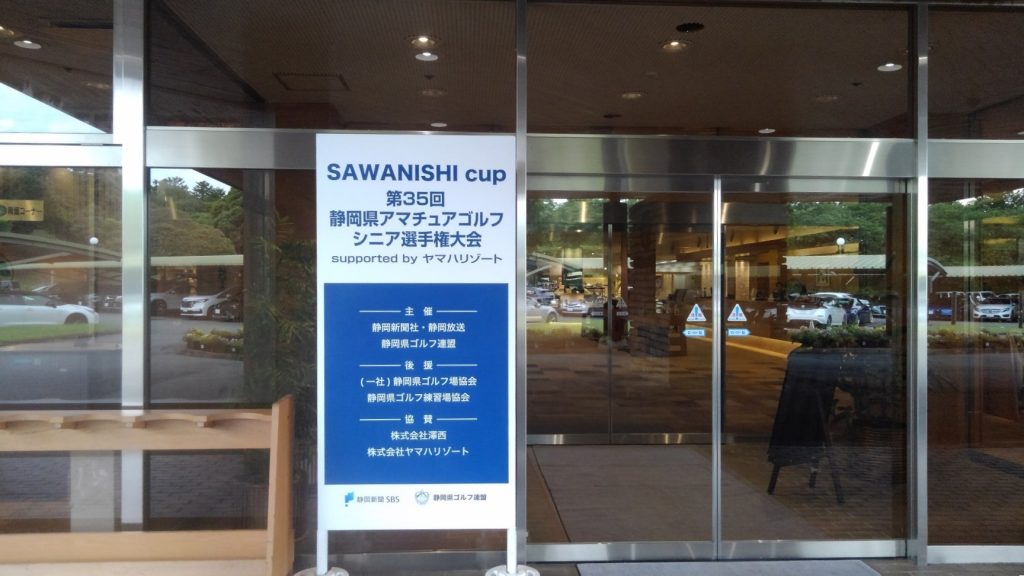 SAWANISHI cup
第35回
静岡県アマチュアゴルフ
シニア選手権大会
supported by ヤマハリゾート
主 催
静岡新聞社・静岡放送
静岡県ゴルフ連盟
後 援
(一社)静岡県ゴルフ場協会
静岡県ゴルフ練習場協会
協 賛
株式会社澤西
株式会社ヤマハリゾート
静岡新聞SBS
静岡県ゴルフ連盟